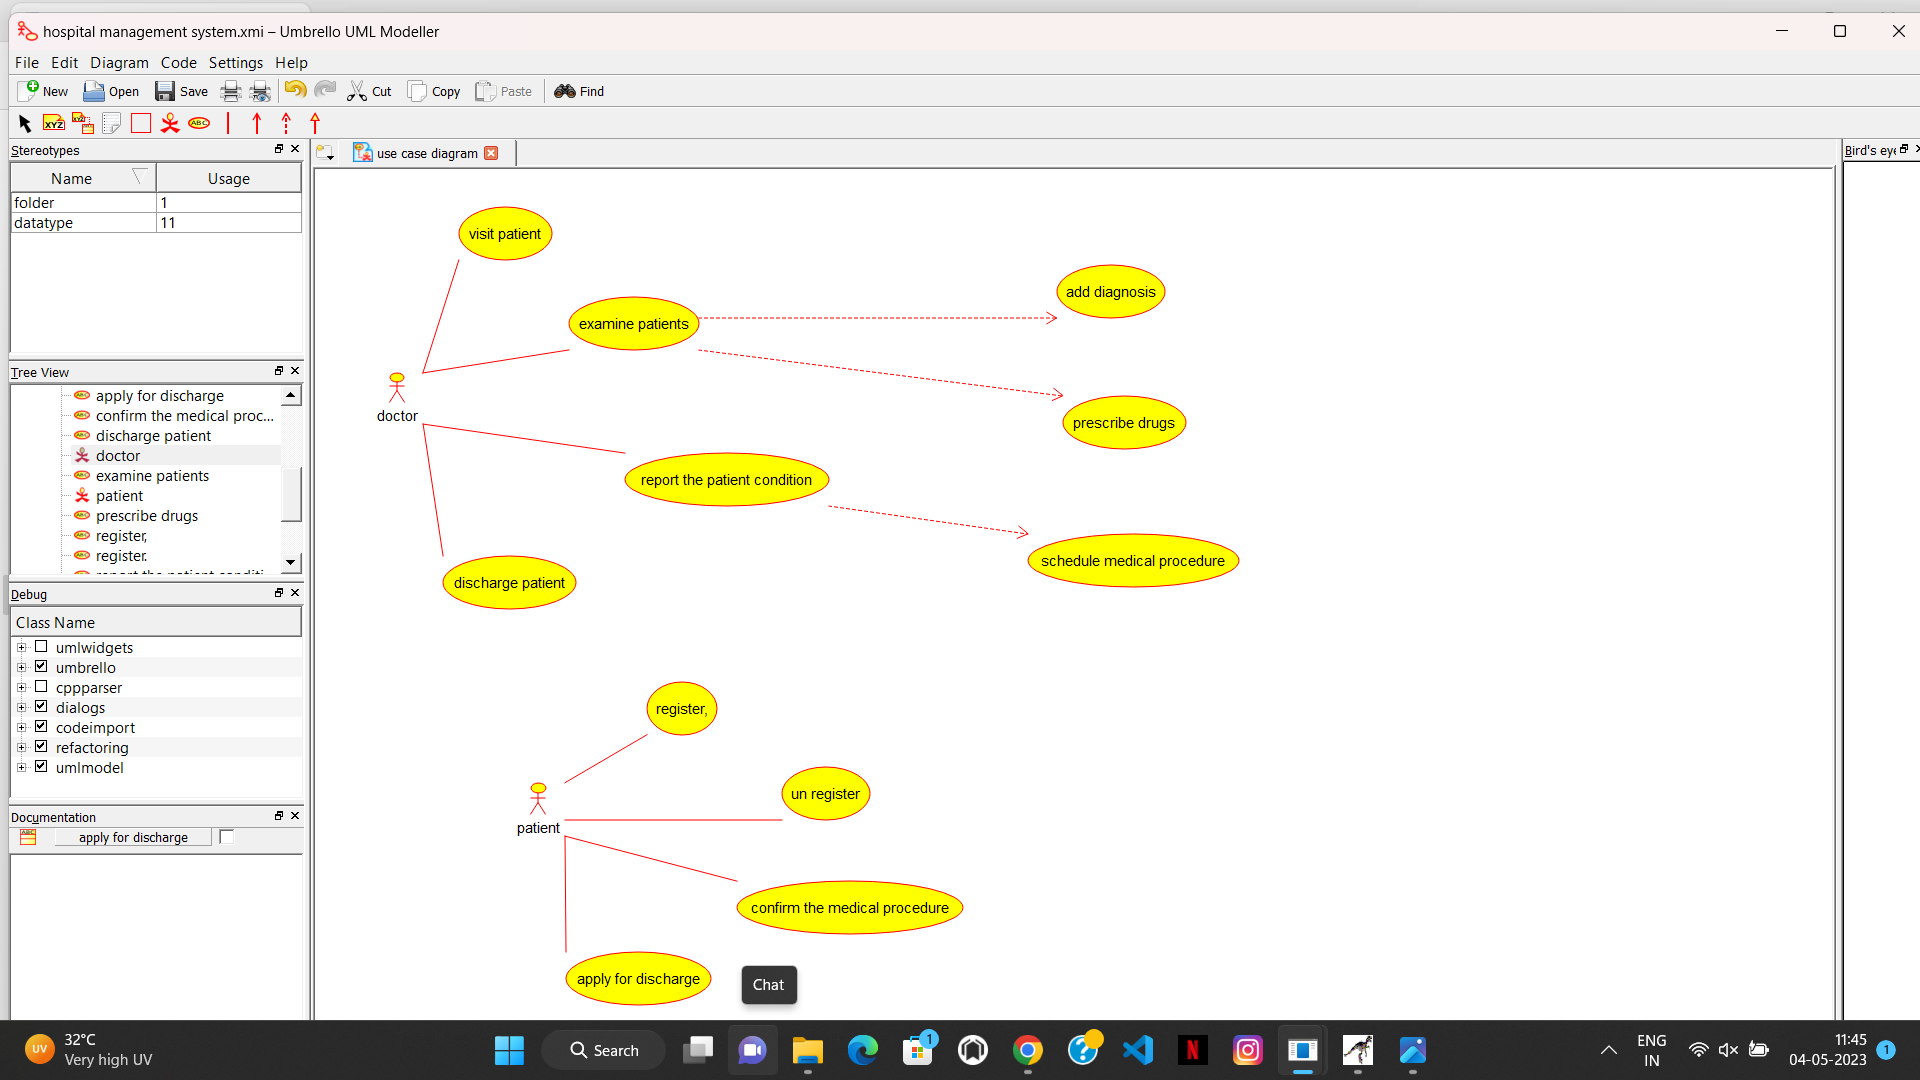 hospital management system.xmi – Umbrello UML Modeller
File Edit Diagram Code Settings Help
New Open Save Cut Copy Paste Find
XYZ ABC
Stereotypes
Name Usage
folder 1
datatype 11
Tree View
apply for discharge
confirm the medical proc...
discharge patient
doctor
examine patients
patient
prescribe drugs
register,
register.
Debug
Class Name
umlwidgets
umbrello
cppparser
dialogs
codeimport
refactoring
umlmodel
Documentation
apply for discharge
use case diagram
visit patient
examine patients
add diagnosis
doctor
prescribe drugs
report the patient condition
schedule medical procedure
discharge patient
register,
un register
patient
confirm the medical procedure
apply for discharge
Chat
Bird's eye
UV
32°C
Very high UV
Search
1
N
ENG
IN
11:45
04-05-2023
1